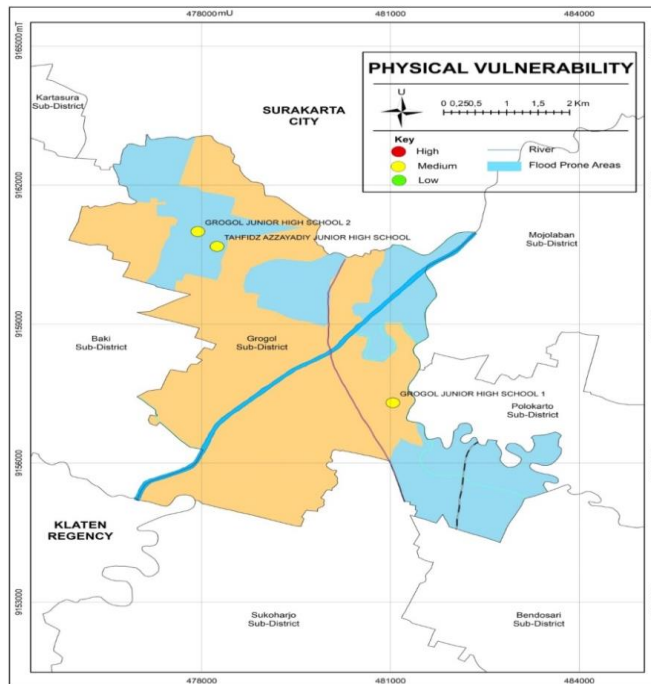 478000mU
481000
484000
9165000 mT
9162000
9159000
9156000
9153000
Kartasura
Sub-District
SURAKARTA
CITY
PHYSICAL VULNERABILITY
U
0 0,250,5 1 1,5 2 Km
Key
High
Medium
Low
River
Flood Prone Areas
GROGOL JUNIOR HIGH SCHOOL 2
TAHFIDZ AZZAYADIY JUNIOR HIGH SCHOOL
Mojolaban
Sub-District
Baki
Sub-District
Grogol
Sub-District
GROGOL JUNIOR HIGH SCHOOL 1
Polokarto
Sub-District
KLATEN
REGENCY
Sukoharjo
Sub-District
Bendosari
Sub-District
478000
481000
484000